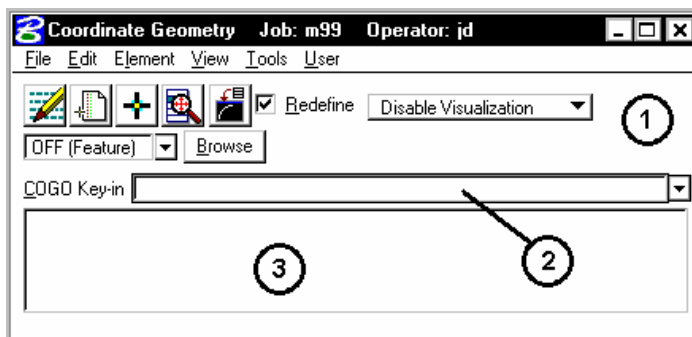 Coordinate Geometry Job: m99 Operator: jd
File Edit Element View Tools User
Redefine Disable Visualization
1
OFF (Feature) Browse
COGO Key-in
2
3